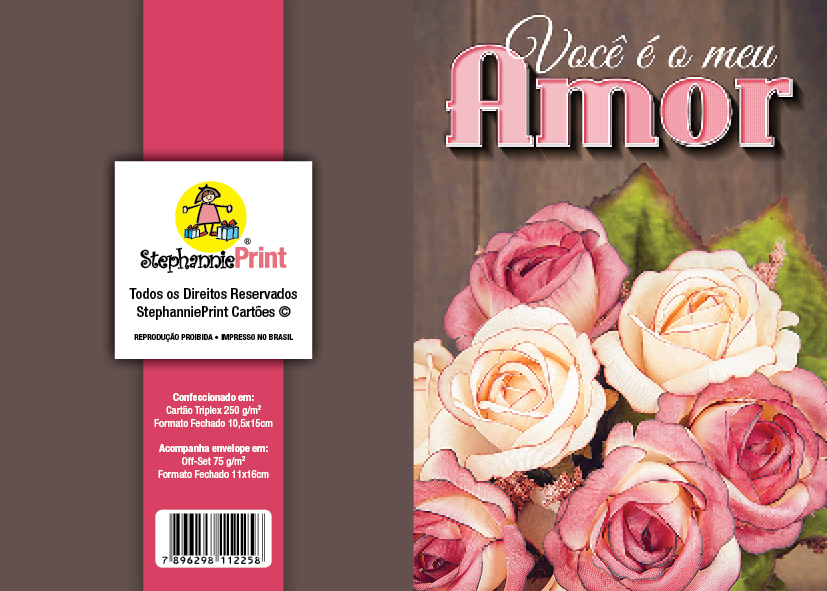 Você é o meu
Amor
StephanniePrint®
Todos os Direitos Reservados
StephanniePrint Cartões ©
REPRODUÇÃO PROIBIDA • IMPRESSO NO BRASIL
Confeccionado em:
Cartão Triplex 250 g/m²
Formato Fechado 10,5x15cm
Acompanha envelope em:
Off-Set 75 g/m²
Formato Fechado 11x16cm
7 896298 112258